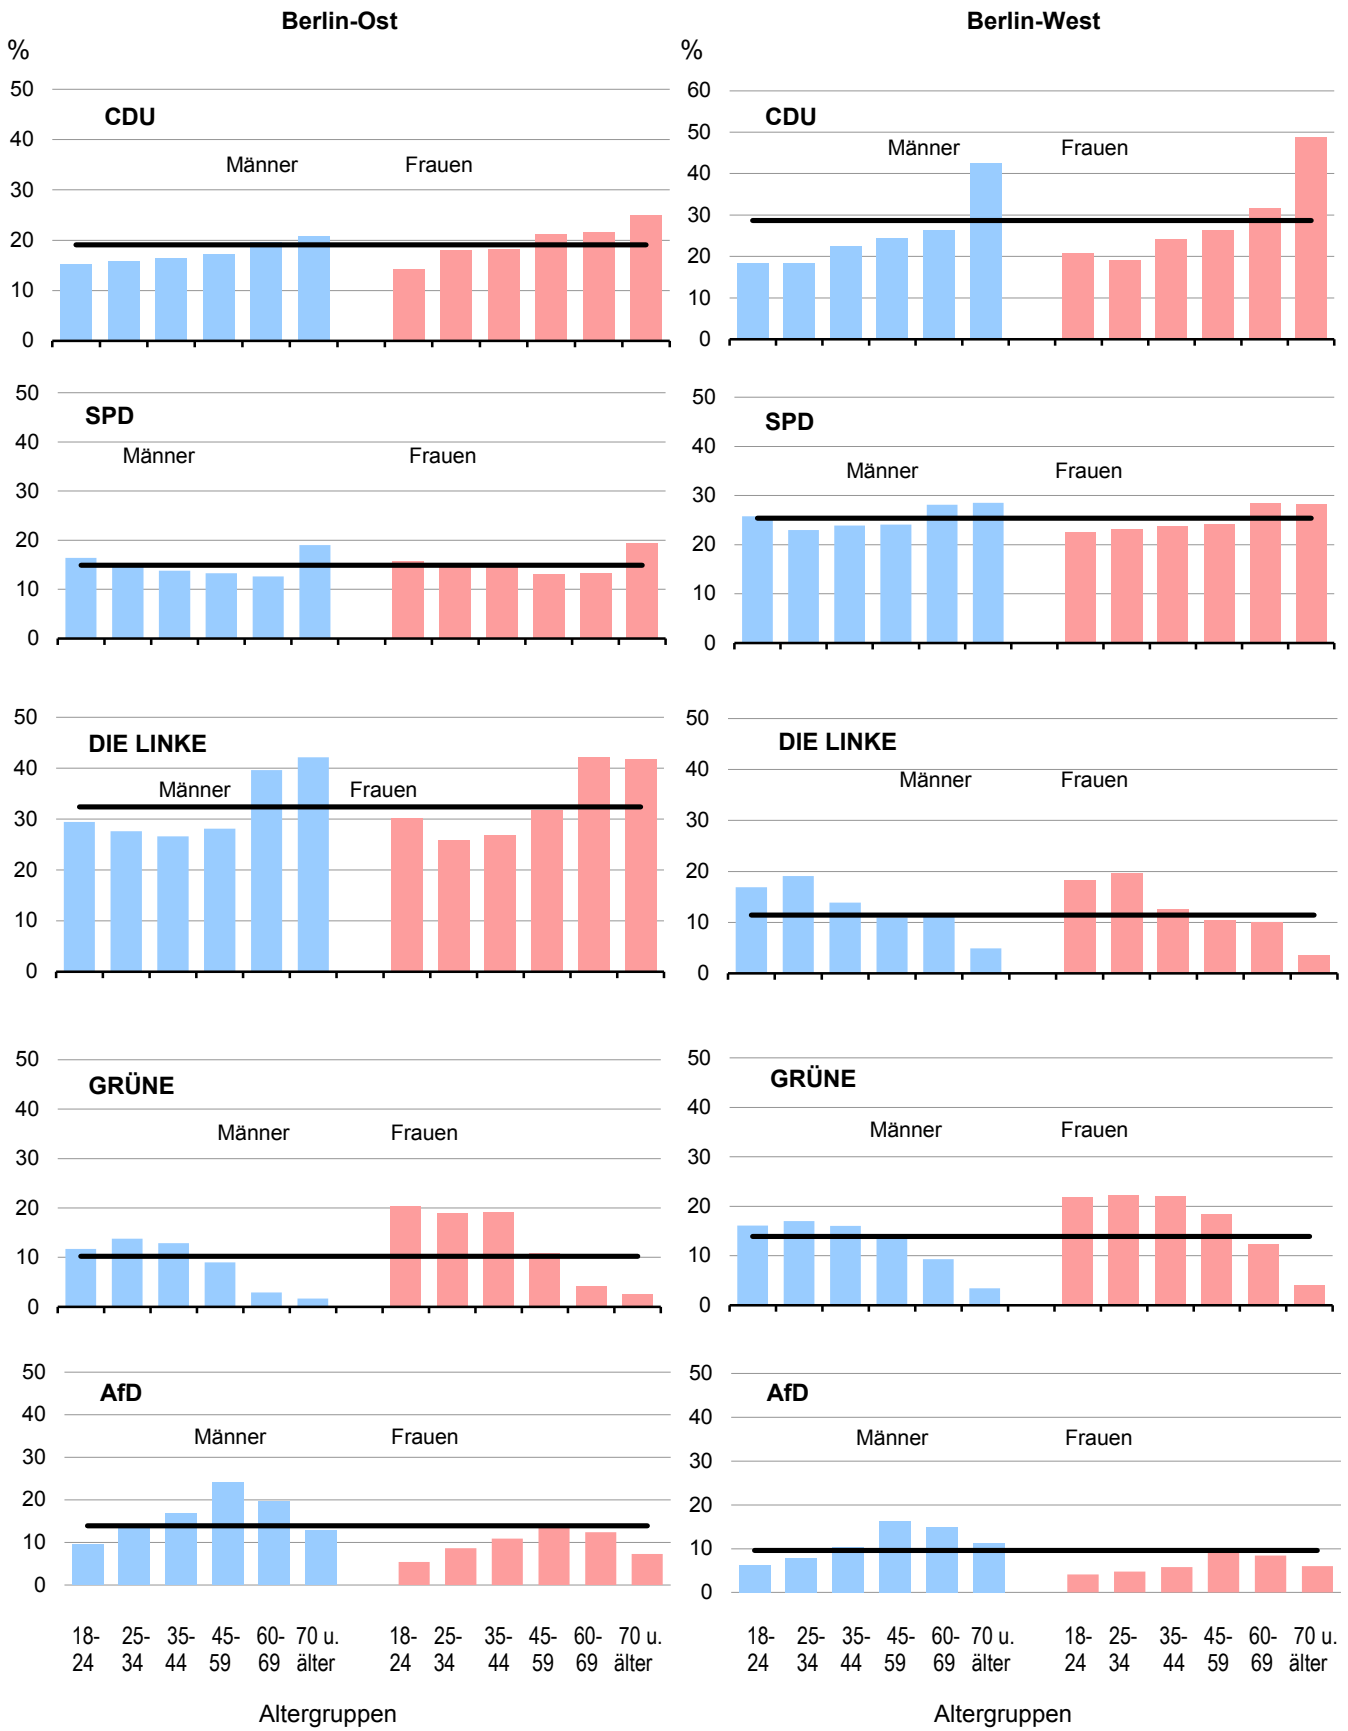 Berlin-Ost
%
50
40
30
20
10
0
CDU
Männer Frauen
50
40
30
20
10
0
SPD
Männer Frauen
50
40
30
20
10
0
DIE LINKE
Männer Frauen
50
40
30
20
10
0
GRÜNE
Männer Frauen
50
40
30
20
10
0
AfD
Männer Frauen
18- 25- 35- 45- 60- 70 u. 18- 25- 35- 45- 60- 70 u.
24 34 44 59 69 älter 24 34 44 59 69 älter
Altergruppen
Berlin-West
%
60
50
40
30
20
10
0
CDU
Männer Frauen
50
40
30
20
10
0
SPD
Männer Frauen
50
40
30
20
10
0
DIE LINKE
Männer Frauen
50
40
30
20
10
0
GRÜNE
Männer Frauen
50
40
30
20
10
0
AfD
Männer Frauen
18- 25- 35- 45- 60- 70 u. 18- 25- 35- 45- 60- 70 u.
24 34 44 59 69 älter 24 34 44 59 69 älter
Altergruppen